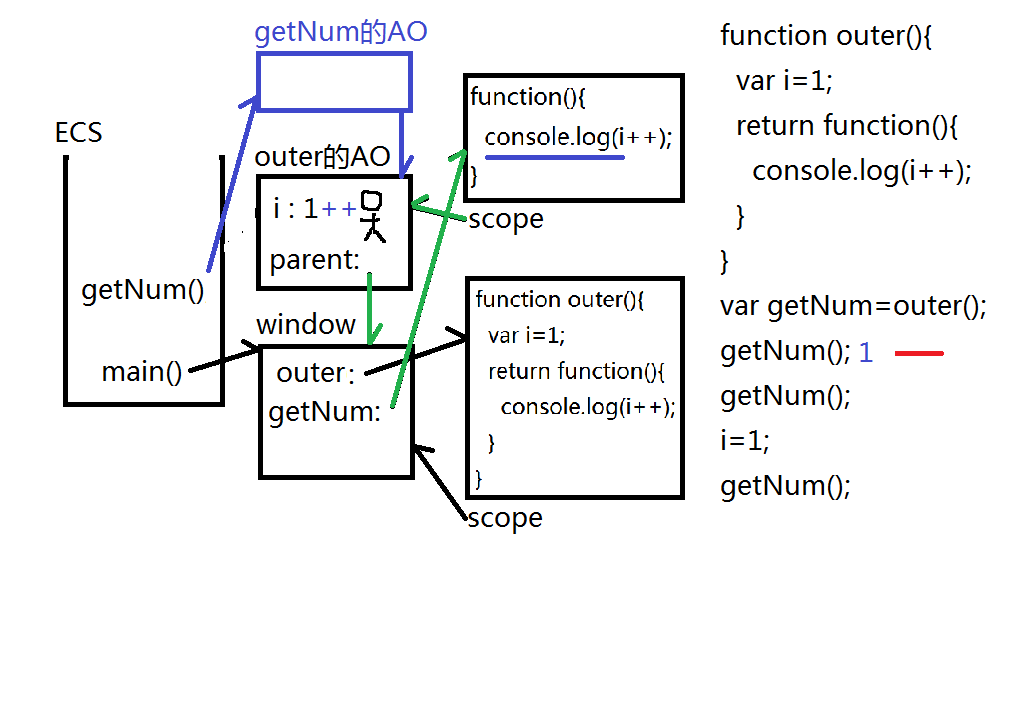 getNum的AO
ECS
outer的AO
i : 1++
parent:
getNum()
main()
window
outer:
getNum:
function(){
console.log(i++);
}
scope
function outer(){
var i=1;
return function(){
console.log(i++);
}
}
scope
function outer(){
var i=1;
return function(){
console.log(i++);
}
}
var getNum=outer();
getNum(); 1
getNum();
i=1;
getNum();